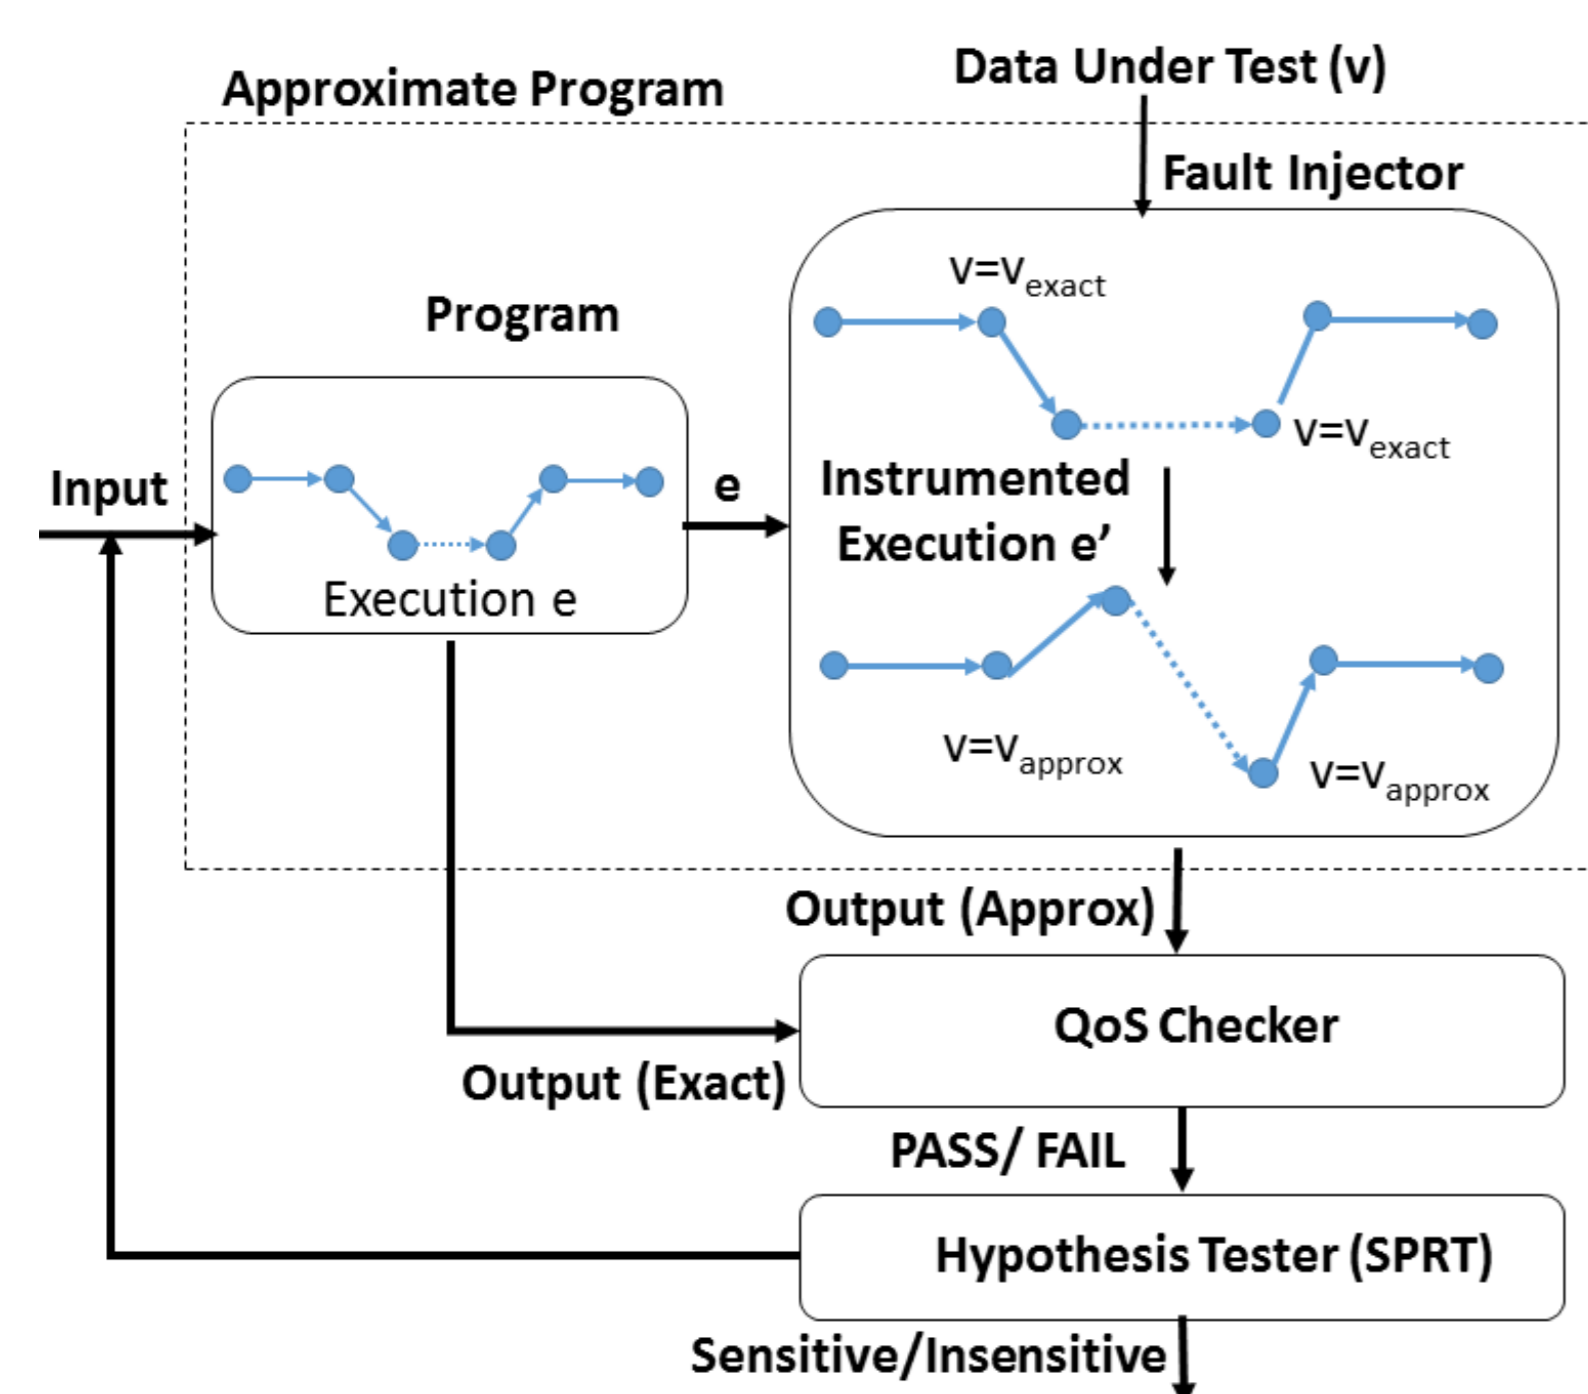 Data Under Test (v)
Approximate Program
Fault Injector
V=Vexact
Program
V=Vexact
Input
e
Instrumented
Execution e’
Execution e
V=Vapprox
V=Vapprox
Output (Approx)
QoS Checker
Output (Exact)
PASS/ FAIL
Hypothesis Tester (SPRT)
Sensitive/Insensitive